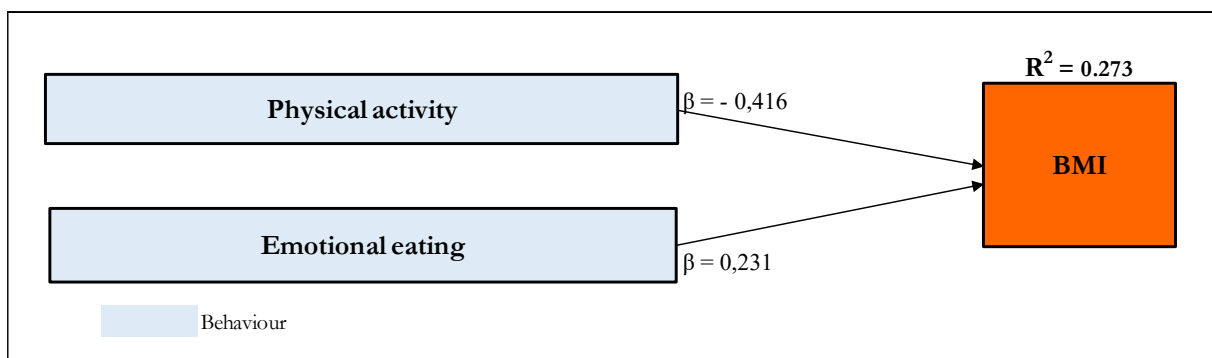 R² = 0.273
Physical activity
β = - 0,416
BMI
Emotional eating
β = 0,231
Behaviour